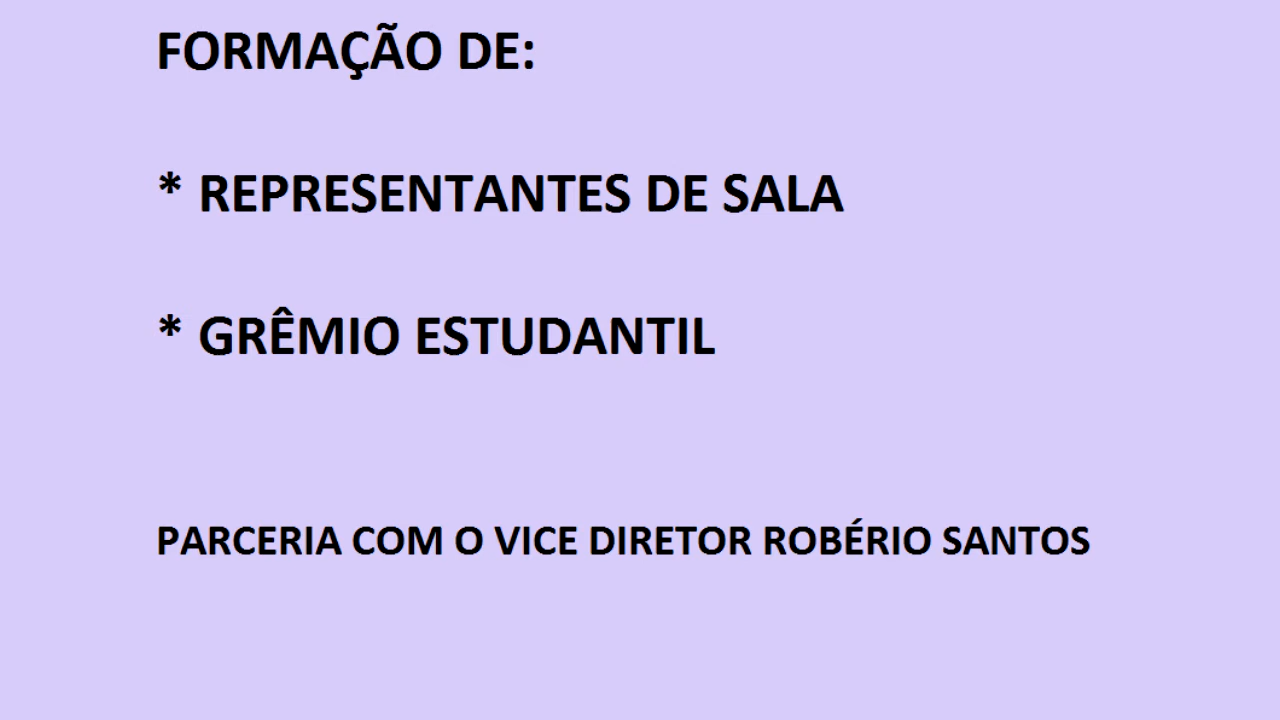 FORMAÇÃO DE:
* REPRESENTANTES DE SALA
* GRÊMIO ESTUDANTIL
PARCERIA COM O VICE DIRETOR ROBÉRIO SANTOS